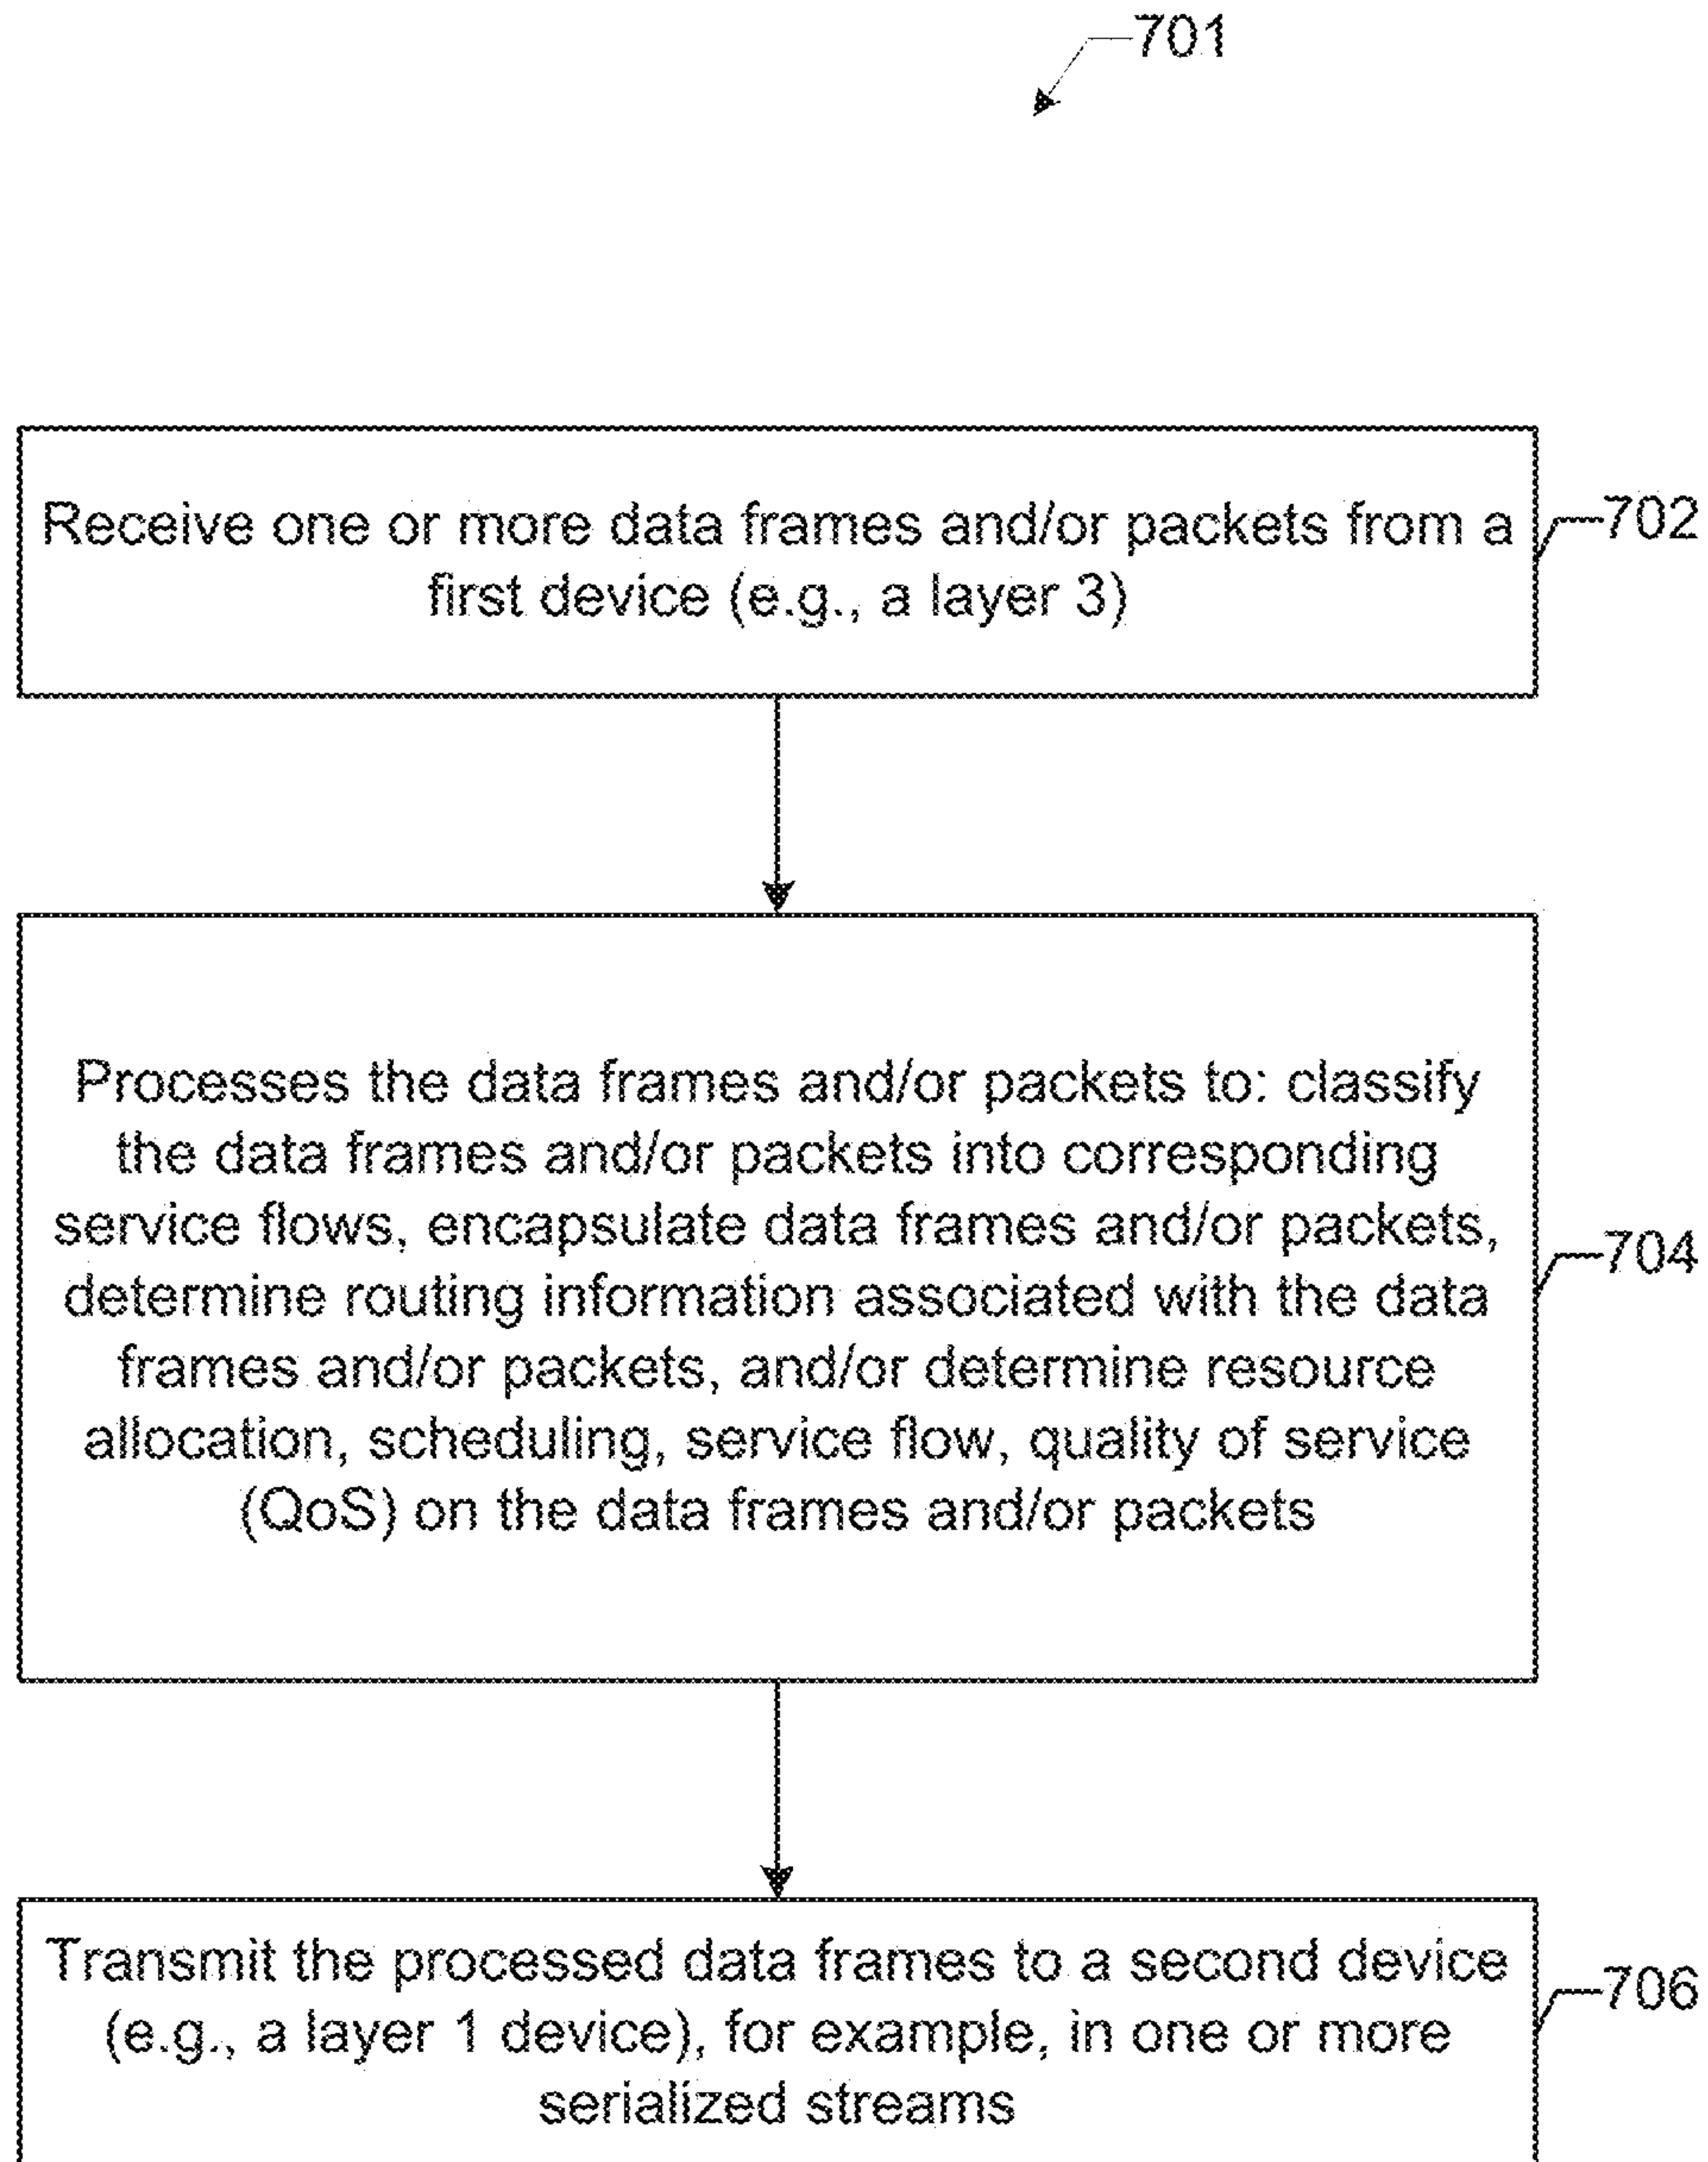 701
Receive one or more data frames and/or packets from a
first device (e.g., a layer 3)
702
Processes the data frames and/or packets to: classify
the data frames and/or packets into corresponding
service flows, encapsulate data frames and/or packets,
determine routing information associated with the data
frames and/or packets, and/or determine resource
allocation, scheduling, service flow, quality of service
(QoS) on the data frames and/or packets
704
Transmit the processed data frames to a second device
(e.g., a layer 1 device), for example, in one or more
serialized streams
706